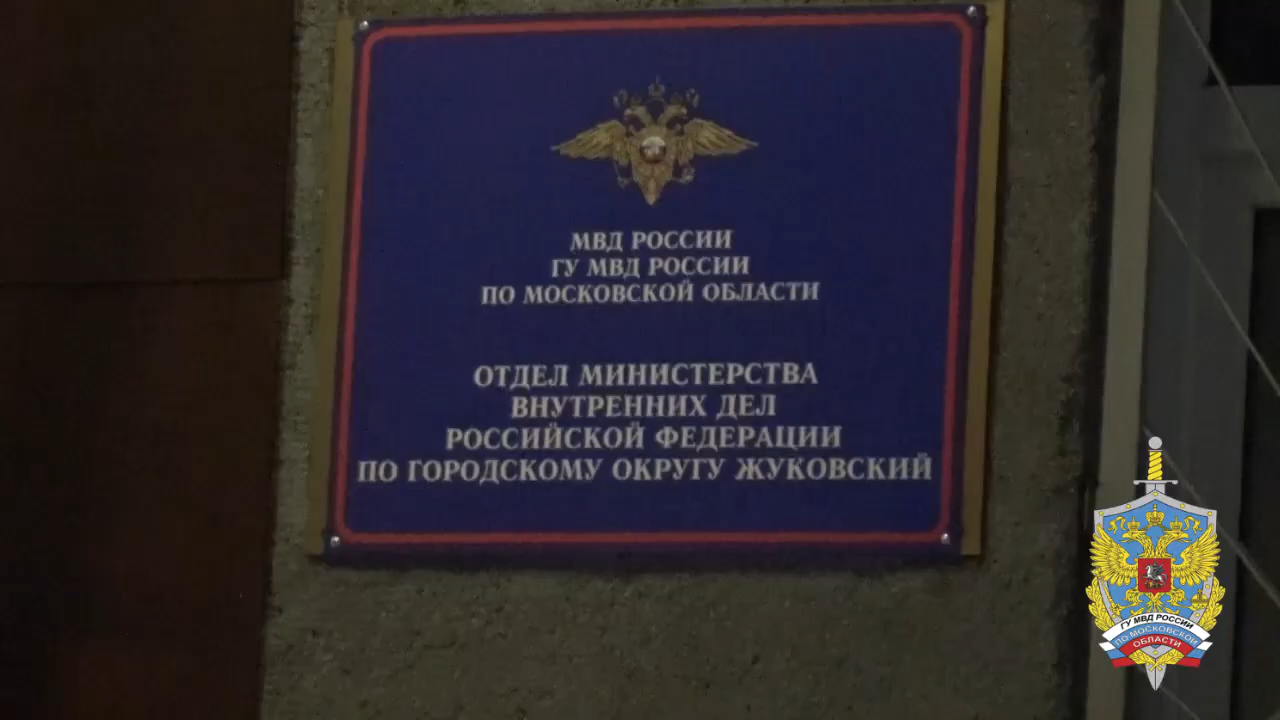 МВД РОССИИ
ГУ МВД РОССИИ
ПО МОСКОВСКОЙ ОБЛАСТИ
ОТДЕЛ МИНИСТЕРСТВА
ВНУТРЕННИХ ДЕЛ
РОССИЙСКОЙ ФЕДЕРАЦИИ
ПО ГОРОДСКОМУ ОКРУГУ ЖУКОВСКИЙ
ГУ МВД РОССИИ
ПО МОСКОВСКОЙ
ОБЛАСТИ